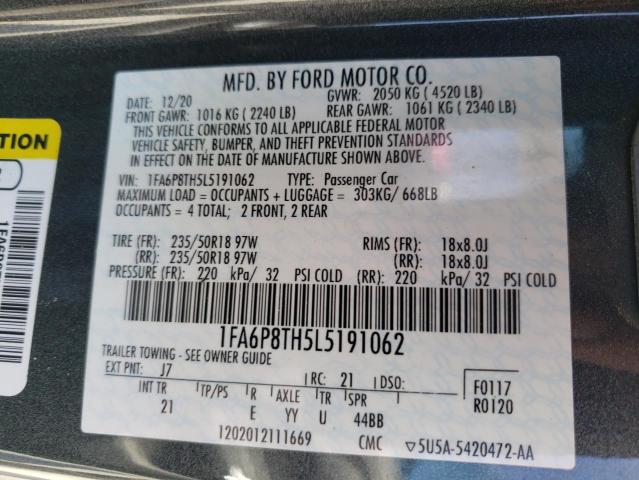 MFD. BY FORD MOTOR CO.
12/20 GVWR: 2050 KG ( 4520 LB)
FRONT GAWR: 1016 KG ( 2240 LB) REAR GAWR: 1061 KG ( 2340 LB)
THIS VEHICLE CONFORMS TO ALL APPLICABLE FEDERAL MOTOR
VEHICLE SAFETY, BUMPER, AND THEFT PREVENTION STANDARDS
IN EFFECT ON THE DATE OF MANUFACTURE SHOWN ABOVE.
VIN: 1FA6P8TH5L5191062 TYPE: Passenger Car
MAXIMUM LOAD = OCCUPANTS + LUGGAGE = 303KG/ 668LB
OCCUPANTS = 4 TOTAL; 2 FRONT, 2 REAR
TIRE (FR): 235/50R18 97W RIMS (FR): 18x8.0J
(RR): 235/50R18 97W (RR): 18x8.0J
PRESSURE (FR): 220 kPa/ 32 PSI COLD (RR): 220 kPa/ 32 PSI COLD
1FA6P8TH5L5191062
TRAILER TOWING - SEE OWNER GUIDE
EXT PNT: J7 RC: 21 DSO: F0117
INT TR TP/PS R AXLE TR SPR R0120
21 E YY U 44BB
1202012111669 CMC ▽5U5A-5420472-AA
TION